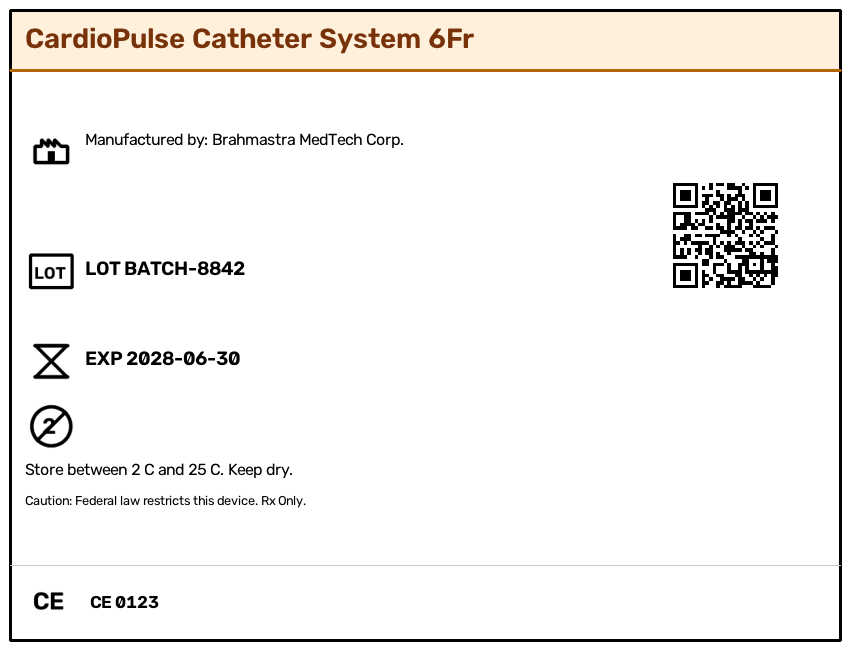 CardioPulse Catheter System 6Fr
Manufactured by: Brahmastra MedTech Corp.
LOT LOT BATCH-8842
EXP 2028-06-30
2
Store between 2 C and 25 C. Keep dry.
Caution: Federal law restricts this device. Rx Only.
CE CE 0123